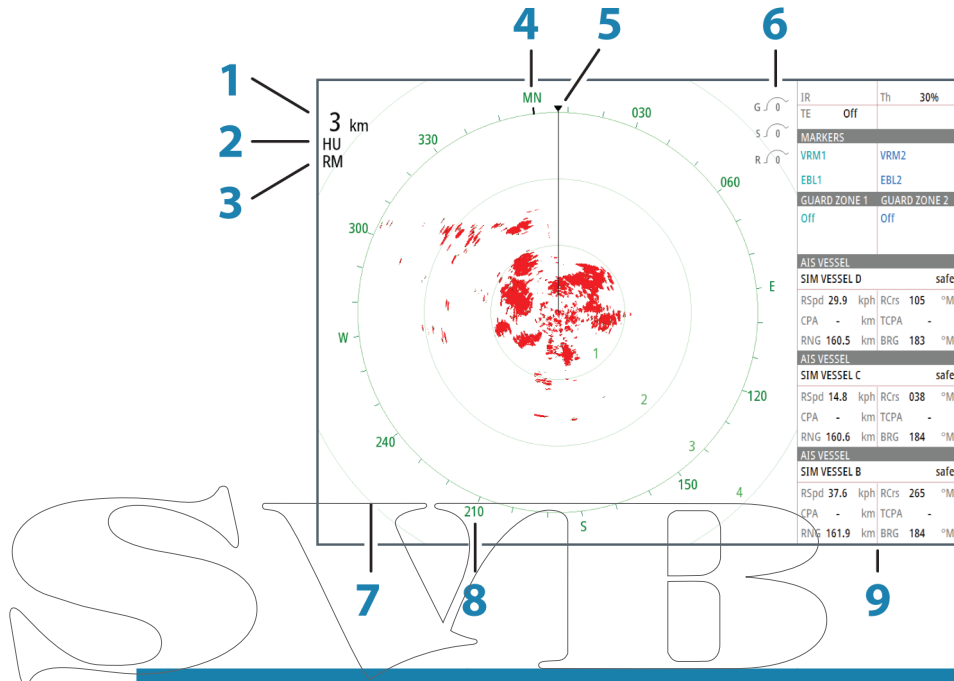 4 5 6
1
2
3
3 km
HU
RM
MN
030
060
E
120
150
S
210
240
W
300
330
1
2
3
4
G 0
S 0
R 0
IR Th 30%
TE Off
MARKERS
VRM1 VRM2
EBL1 EBL2
GUARD ZONE 1 GUARD ZONE 2
Off Off
AIS VESSEL
SIM VESSEL D safe
RSpd 29.9 kph RCrs 105 °M
CPA - km TCPA -
RNG 160.5 km BRG 183 °M
AIS VESSEL
SIM VESSEL C safe
RSpd 14.8 kph RCrs 038 °M
CPA - km TCPA -
RNG 160.6 km BRG 184 °M
AIS VESSEL
SIM VESSEL B safe
RSpd 37.6 kph RCrs 265 °M
CPA - km TCPA -
RNG 161.9 km BRG 184 °M
7 8 9
SVB